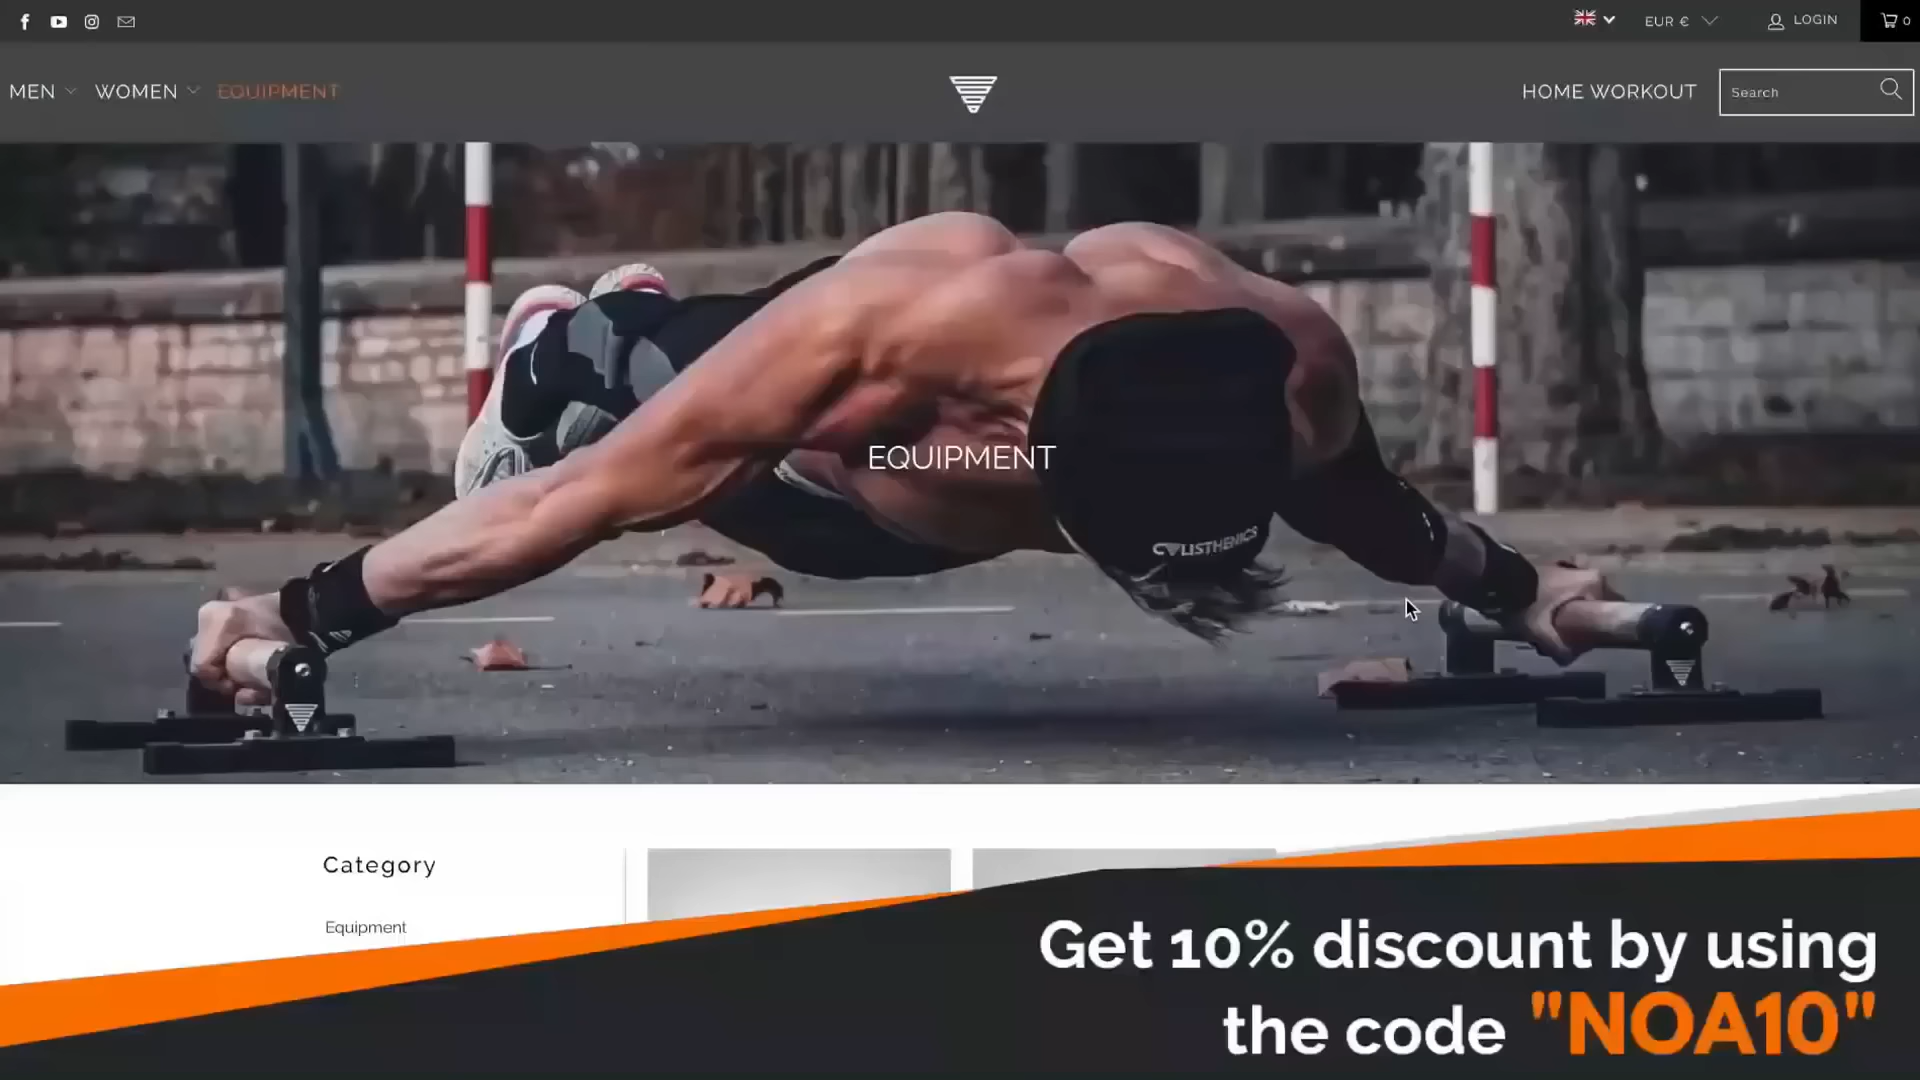 EUR €
LOGIN
0
MEN
WOMEN
EQUIPMENT
HOME WORKOUT
Search
EQUIPMENT
CALISTHENICS
Category
Equipment
Get 10% discount by using
the code "NOA10"